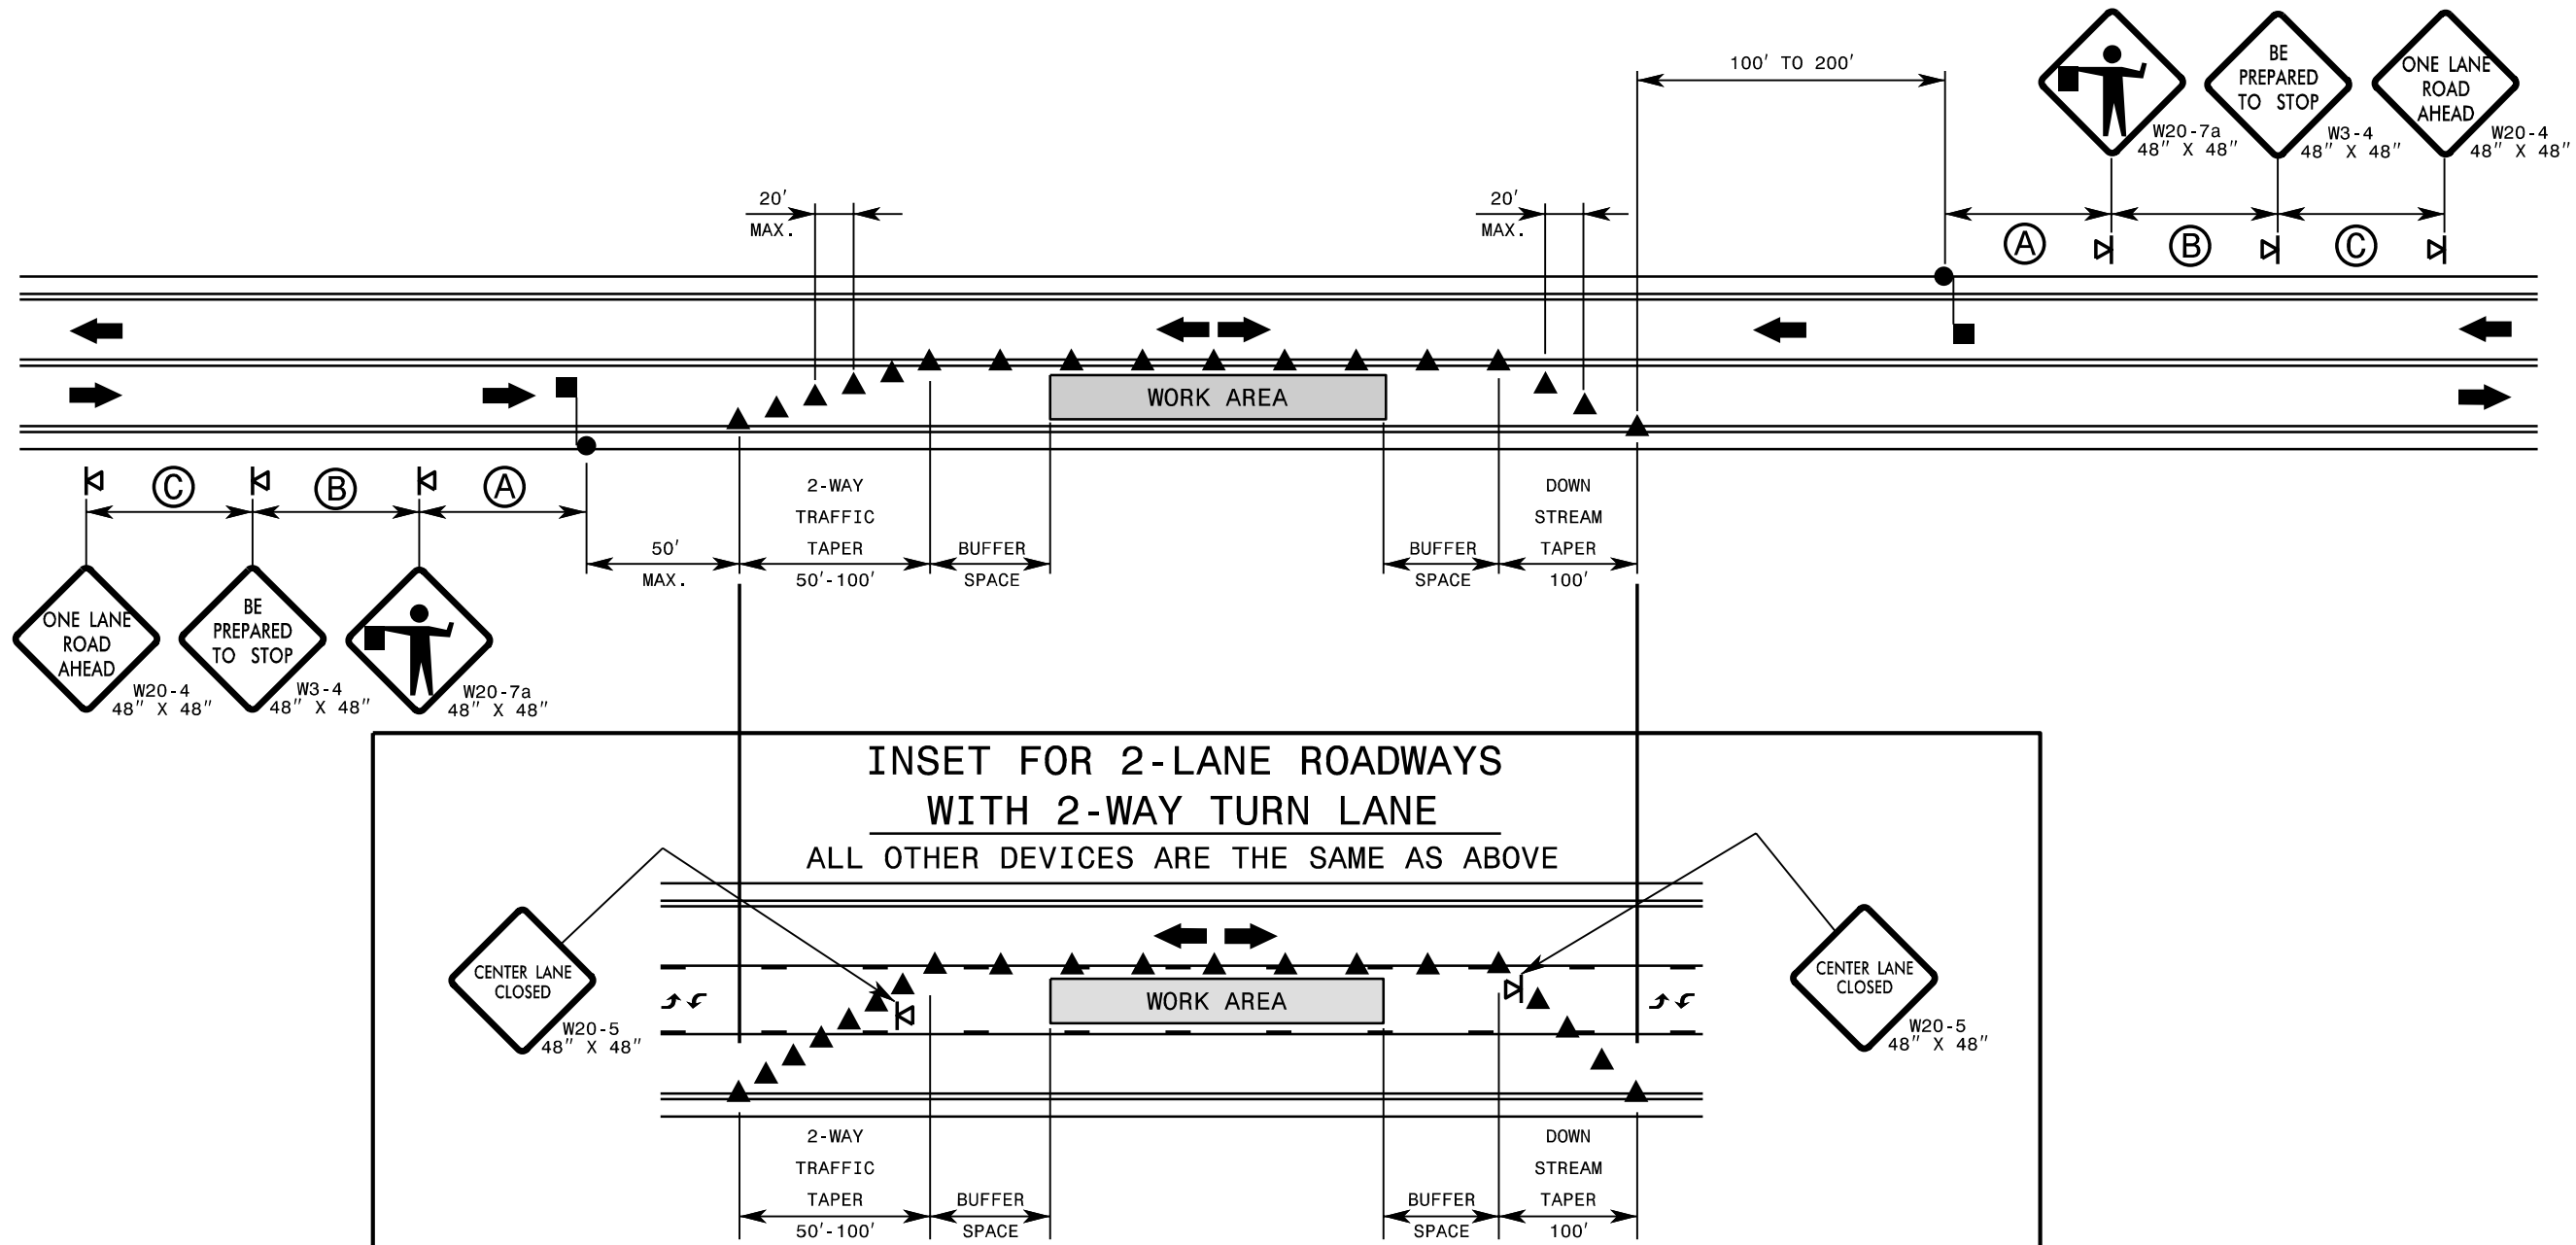 100' TO 200'
BE
PREPARED
TO STOP
ONE LANE
ROAD
AHEAD
W20-7a
48" X 48"
W3-4
48" X 48"
W20-4
48" X 48"
20'
MAX.
20'
MAX.
A
B
C
WORK AREA
C
B
A
2-WAY
TRAFFIC
TAPER
50'-100'
DOWN
STREAM
TAPER
100'
50'
MAX.
BUFFER
SPACE
BUFFER
SPACE
ONE LANE
ROAD
AHEAD
W20-4
48" X 48"
BE
PREPARED
TO STOP
W3-4
48" X 48"
W20-7a
48" X 48"
INSET FOR 2-LANE ROADWAYS
WITH 2-WAY TURN LANE
ALL OTHER DEVICES ARE THE SAME AS ABOVE
CENTER LANE
CLOSED
W20-5
48" X 48"
WORK AREA
CENTER LANE
CLOSED
W20-5
48" X 48"
2-WAY
TRAFFIC
TAPER
50'-100'
BUFFER
SPACE
BUFFER
SPACE
DOWN
STREAM
TAPER
100'